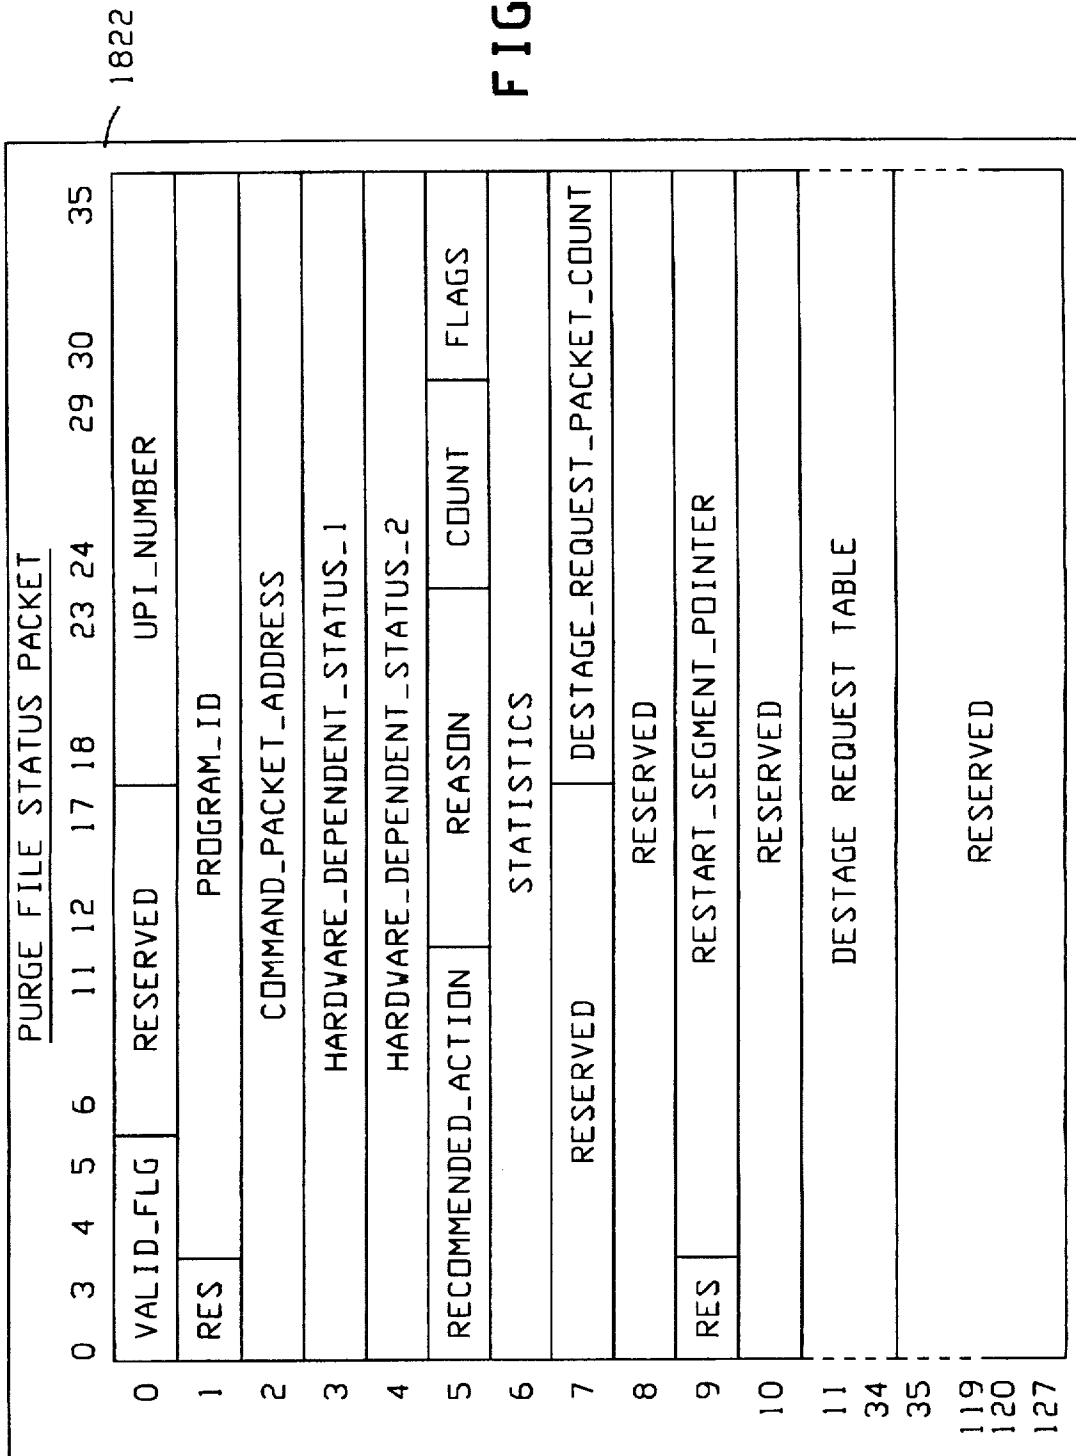 PURGE FILE STATUS PACKET
1822
0 3 4 5 6 11 12 17 18 23 24 29 30 35
0 VALID_FLG RESERVED UPI_NUMBER
1 RES PROGRAM_ID
2 COMMAND_PACKET_ADDRESS
3 HARDWARE_DEPENDENT_STATUS_1
4 HARDWARE_DEPENDENT_STATUS_2
5 RECOMMENDED_ACTION REASON COUNT FLAGS
6 STATISTICS
7 RESERVED DESTAGE_REQUEST_PACKET_COUNT
8 RESERVED
9 RES RESTART_SEGMENT_POINTER
10 RESERVED
11
34 DESTAGE REQUEST TABLE
35
119 RESERVED
120
127
FIG